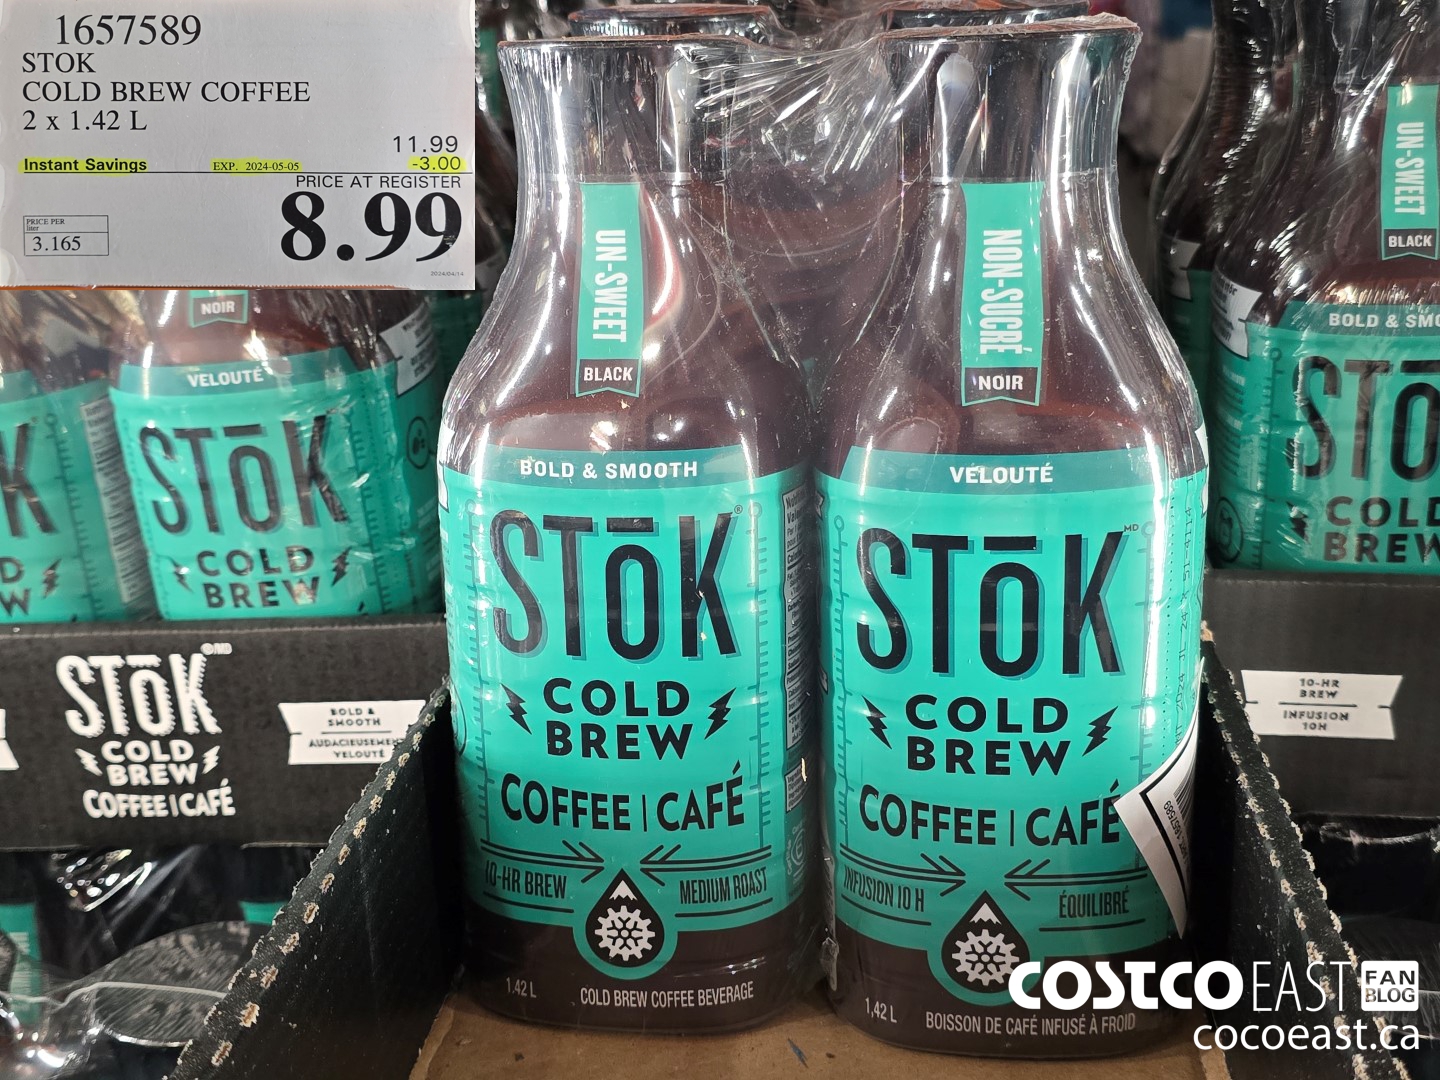 1657589
STOK
COLD BREW COFFEE
2 x 1.42 L
11.99
Instant Savings EXP. 2024-05-05 -3.00
PRICE AT REGISTER
8.99
PRICE PER
liter
3.165
2024/04/14
NOIR
VELOUTÉ
STōK
COLD
BREW
UN-SWEET
BLACK
BOLD & SMOOTH
STōK®
COLD
BREW
COFFEE | CAFÉ
10-HR BREW
MEDIUM ROAST
1.42 L
COLD BREW COFFEE BEVERAGE
NON-SUCRÉ
NOIR
VELOUTÉ
STōK MD
COLD
BREW
COFFEE | CAFÉ
INFUSION 10 H
ÉQUILIBRÉ
1,42 L
BOISSON DE CAFÉ INFUSÉ À FROID
1657589
UN-SWEET
BLACK
BOLD & SMO
STō
COLD
BREW
K
D
W
STōK ®MD
COLD
BREW
COFFEE | CAFÉ
BOLD &
SMOOTH
AUDACIEUSEMEN
VELOUTÉ
10-HR
BREW
INFUSION
10H
COSTCO EAST FAN
BLOG
cocoeast.ca